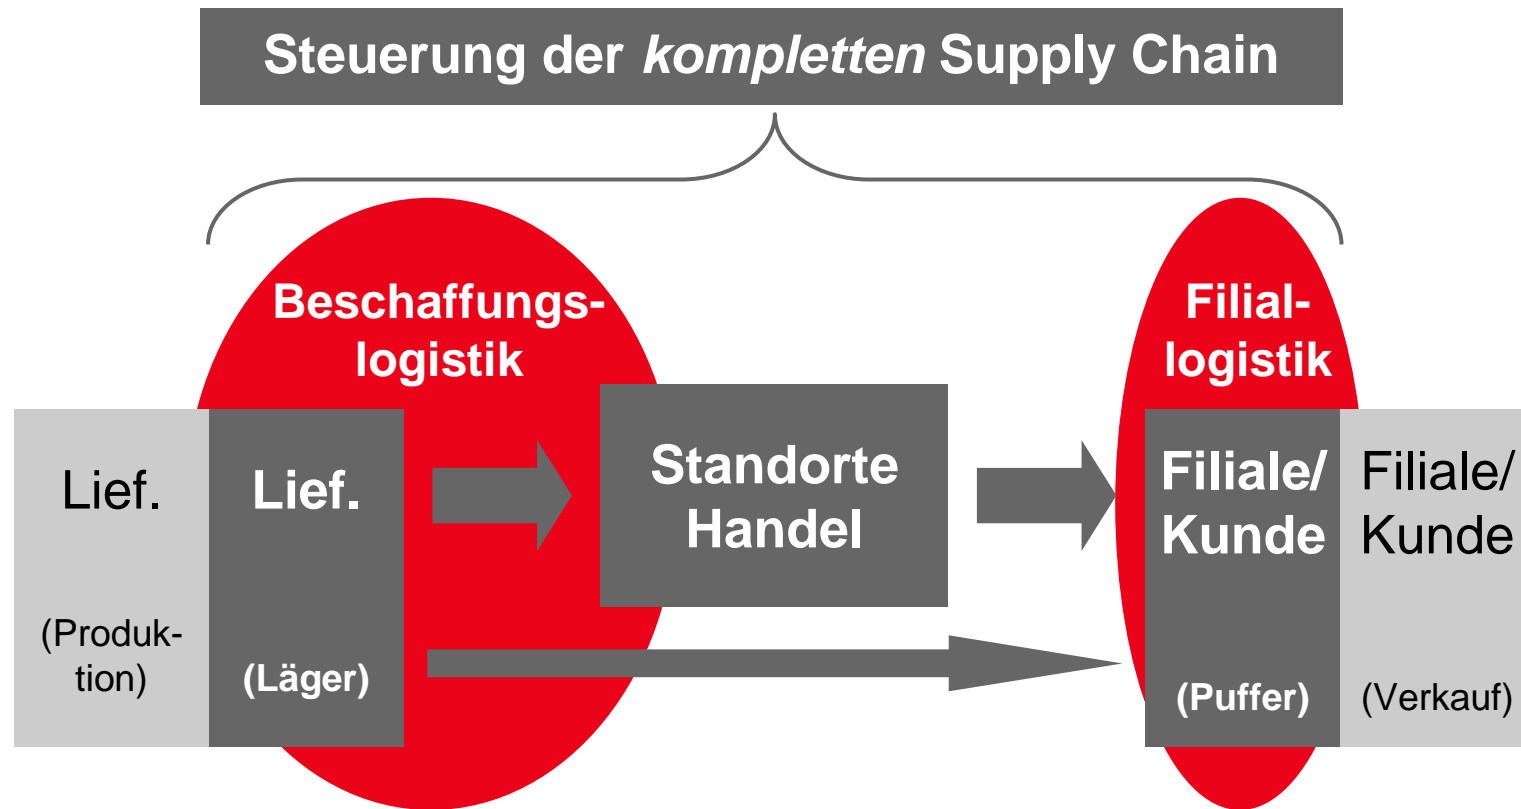 Steuerung der kompletten Supply Chain
Beschaffungs-
logistik
Filial-
logistik
Lief.
(Produk-
tion)
Lief.
(Läger)
Standorte
Handel
Filiale/
Kunde
(Puffer)
Filiale/
Kunde
(Verkauf)